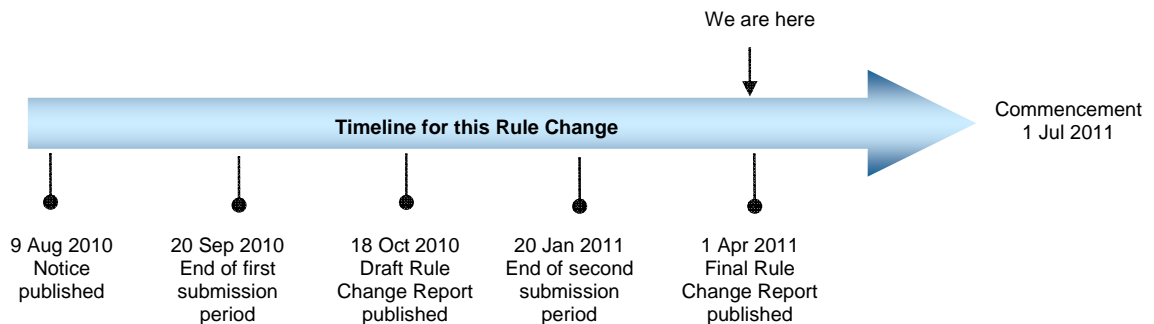 We are here
Timeline for this Rule Change
Commencement
1 Jul 2011
9 Aug 2010
Notice
published
20 Sep 2010
End of first
submission
period
18 Oct 2010
Draft Rule
Change Report
published
20 Jan 2011
End of second
submission
period
1 Apr 2011
Final Rule
Change Report
published